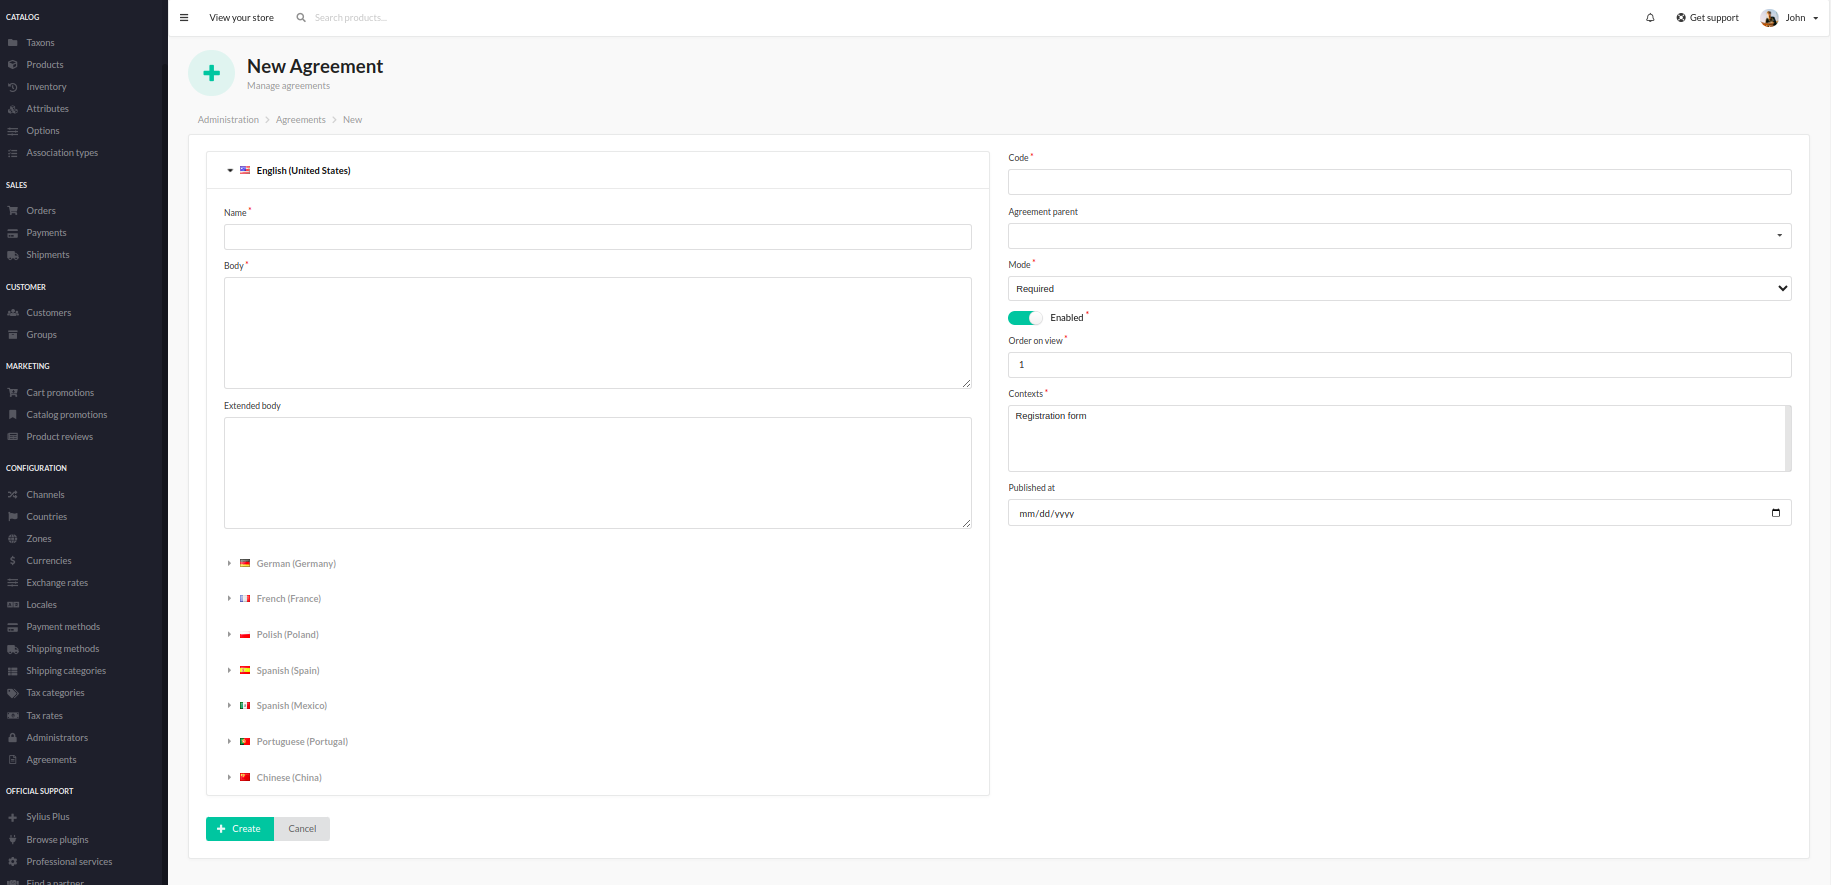 CATALOG
Taxons
Products
Inventory
Attributes
Options
Association types
SALES
Orders
Payments
Shipments
CUSTOMER
Customers
Groups
MARKETING
Cart promotions
Catalog promotions
Product reviews
CONFIGURATION
Channels
Countries
Zones
Currencies
Exchange rates
Locales
Payment methods
Shipping methods
Shipping categories
Tax categories
Tax rates
Administrators
Agreements
OFFICIAL SUPPORT
Sylius Plus
Browse plugins
Professional services
Find a partner
View your store
Search products...
Get support
John
New Agreement
Manage agreements
Administration > Agreements > New
English (United States)
Name *
Body *
Extended body
German (Germany)
French (France)
Polish (Poland)
Spanish (Spain)
Spanish (Mexico)
Portuguese (Portugal)
Chinese (China)
Create
Cancel
Code *
Agreement parent
Mode *
Required
Enabled *
Order on view *
1
Contexts *
Registration form
Published at
mm/dd/yyyy